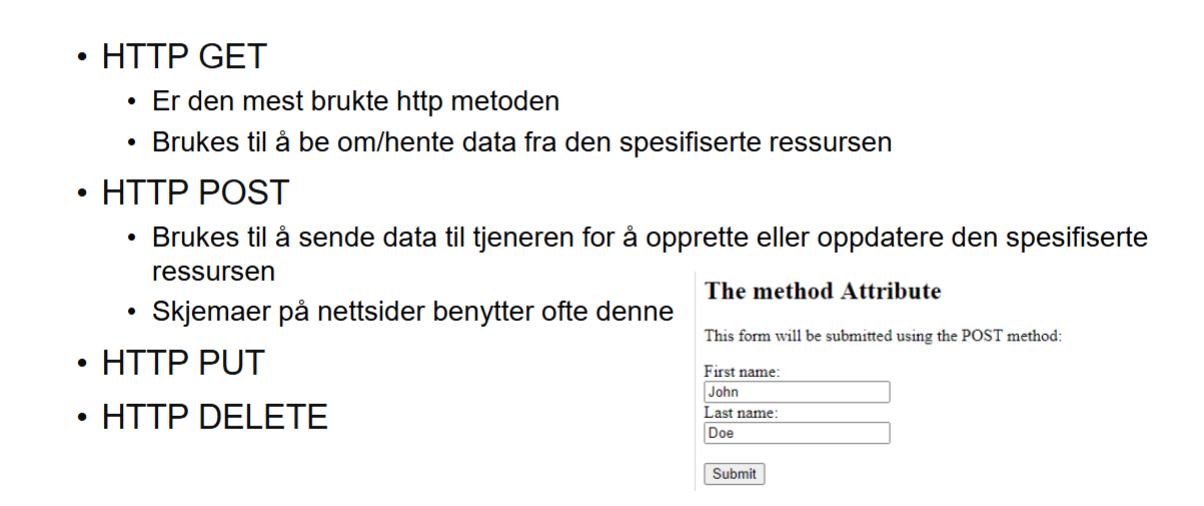 • HTTP GET
• Er den mest brukte http metoden
• Brukes til å be om/hente data fra den spesifiserte ressursen
• HTTP POST
• Brukes til å sende data til tjeneren for å opprette eller oppdatere den spesifiserte
ressursen
• Skjemaer på nettsider benytter ofte denne
• HTTP PUT
• HTTP DELETE
The method Attribute
This form will be submitted using the POST method:
First name:
John
Last name:
Doe
Submit